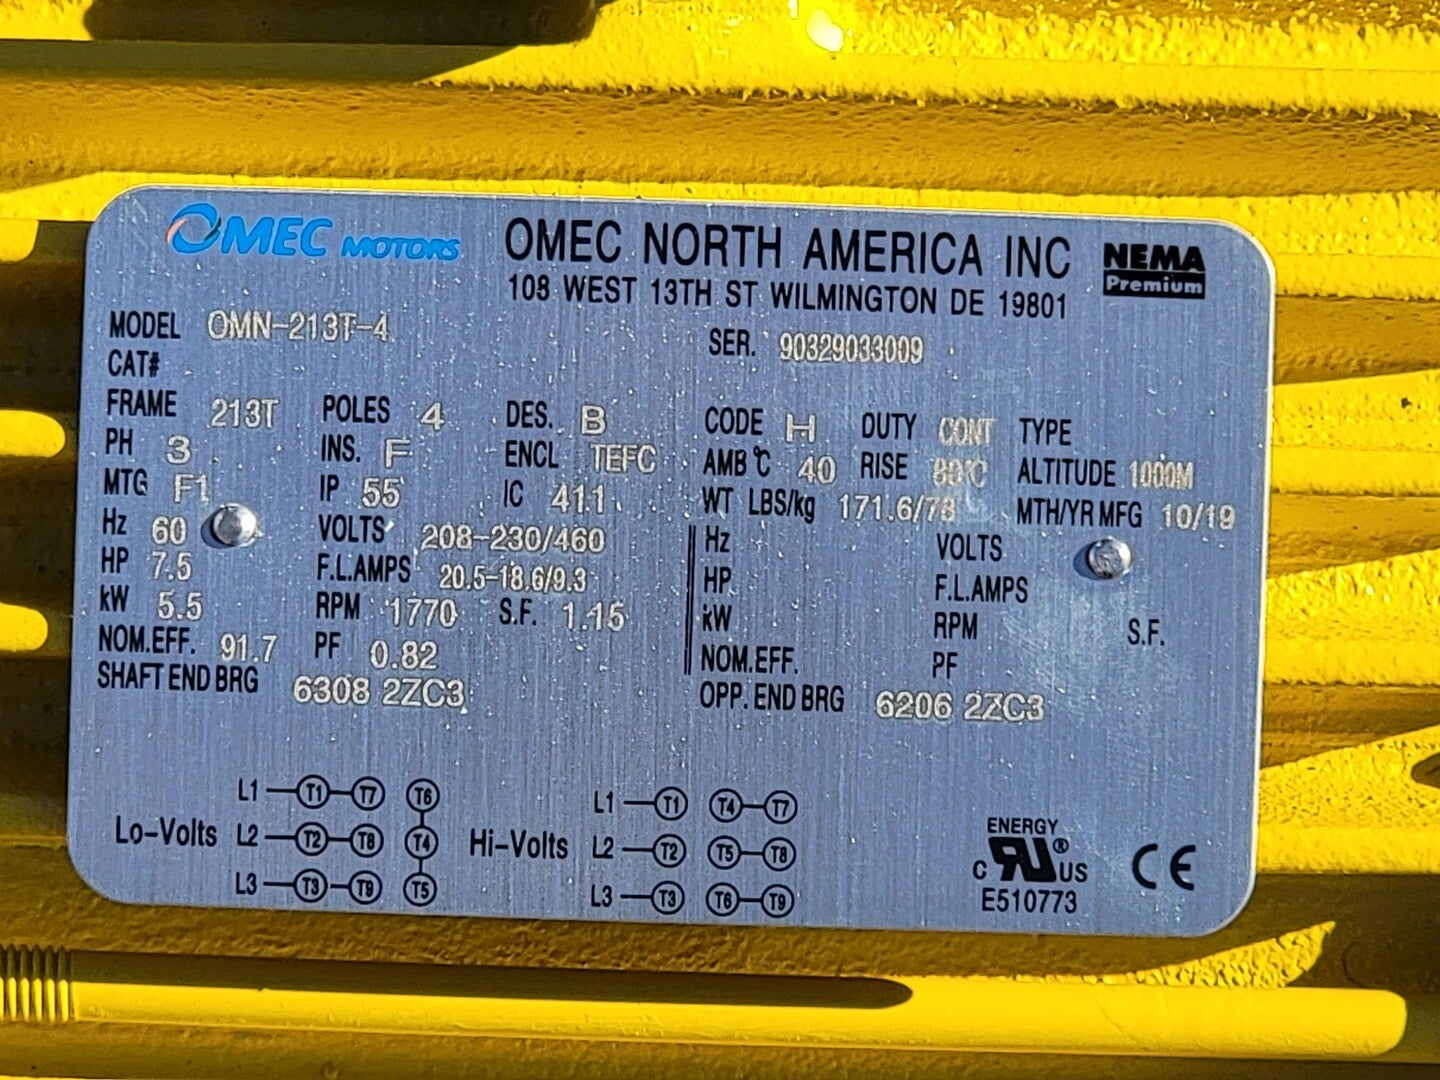 OMEC MOTORS OMEC NORTH AMERICA INC NEMA Premium
108 WEST 13TH ST WILMINGTON DE 19801
MODEL OMN-213T-4 SER. 90329033009
CAT#
FRAME 213T POLES 4 DES. B CODE H DUTY CONT TYPE
PH 3 INS. F ENCL TEFC AMB °C 40 RISE 80°C ALTITUDE 1000M
MTG F1 IP 55 IC 411 WT LBS/kg 171.6/78 MTH/YR MFG 10/19
Hz 60 VOLTS 208-230/460 Hz VOLTS
HP 7.5 F.L.AMPS 20.5-18.6/9.3 HP F.L.AMPS
kW 5.5 RPM 1770 S.F. 1.15 kW RPM S.F.
NOM.EFF. 91.7 PF 0.82 NOM.EFF. PF
SHAFT END BRG 6308 2ZC3 OPP. END BRG 6206 2ZC3
L1 T1 T7 T6 L1 T1 T4 T7
Lo-Volts L2 T2 T8 T4 Hi-Volts L2 T2 T5 T8
L3 T3 T9 T5 L3 T3 T6 T9
ENERGY
C RU ® US CE
E510773